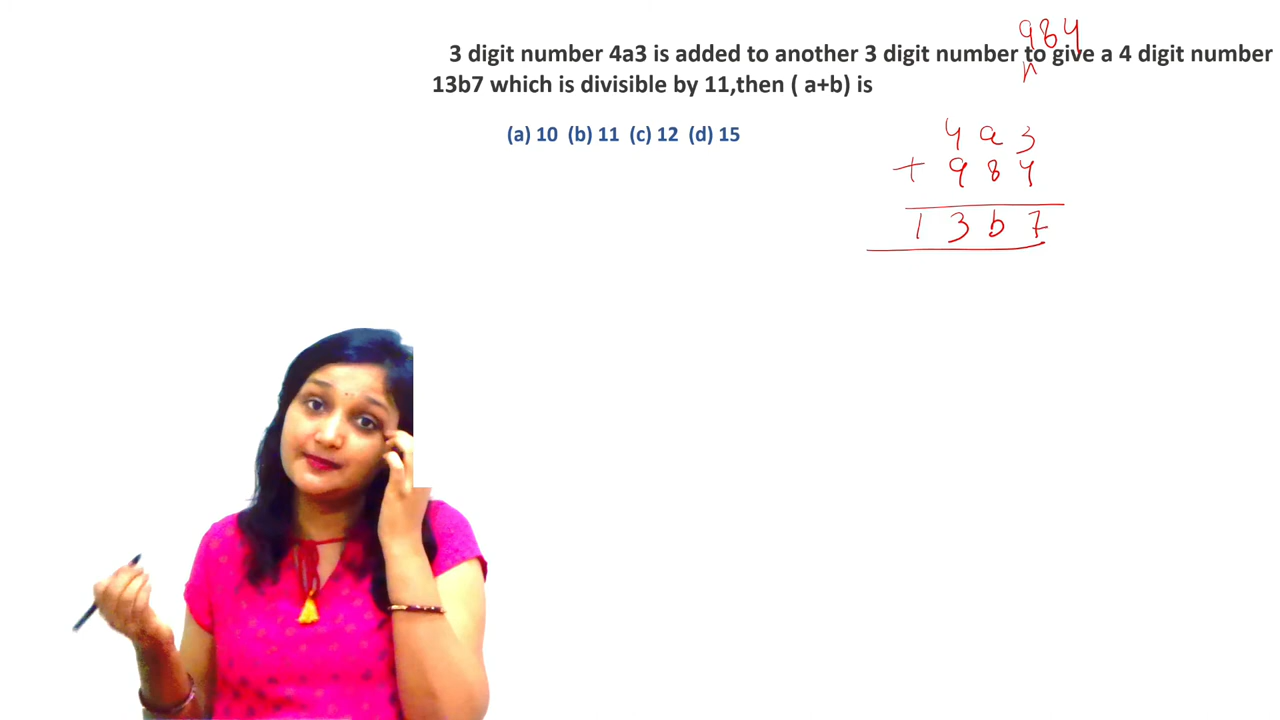 984
3 digit number 4a3 is added to another 3 digit number to give a 4 digit number
13b7 which is divisible by 11,then ( a+b) is
(a) 10 (b) 11 (c) 12 (d) 15
4 a 3
+ 9 8 4
1 3 b 7